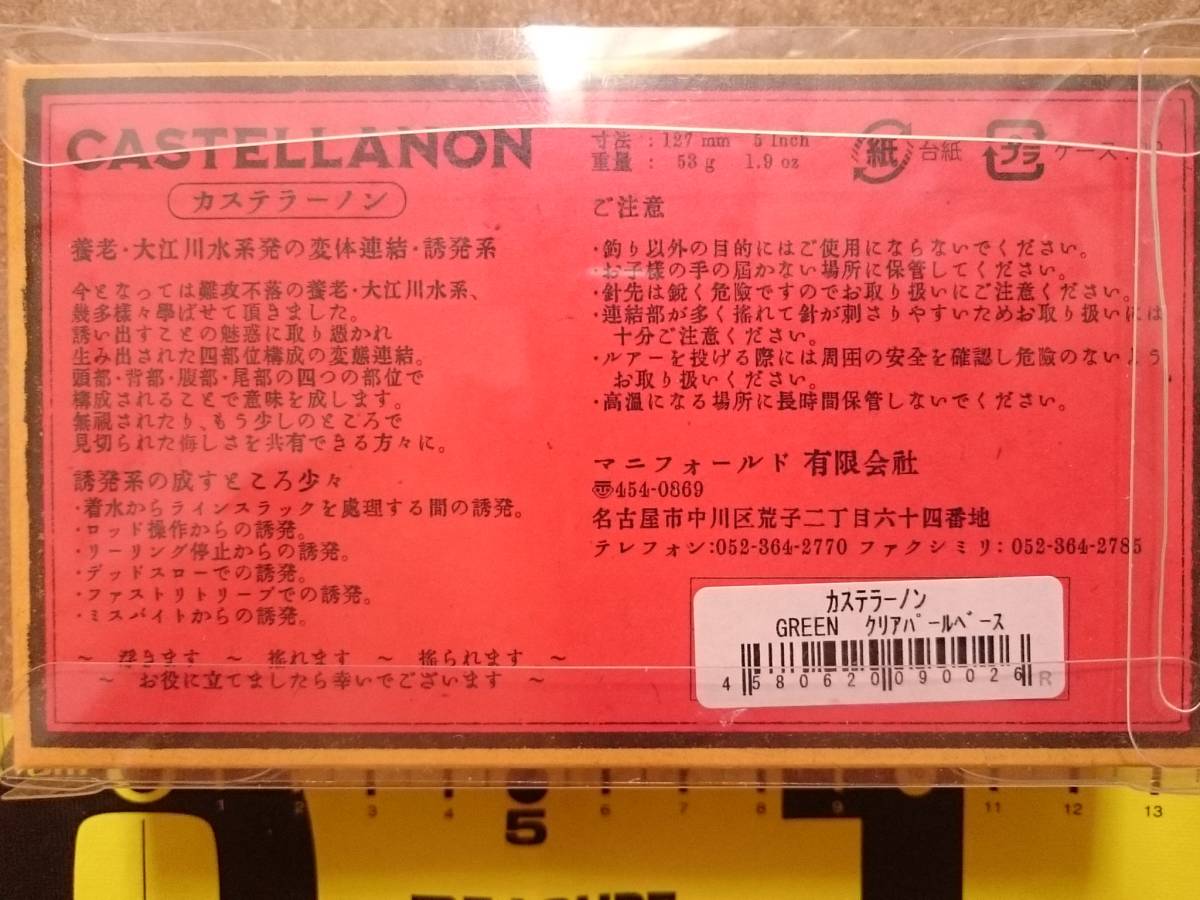 CASTELLANON
カステラーノン
養老・大江川水系発の変体連結・誘発系
今となっては難攻不落の養老・大江川水系、
幾多様々學ばせて頂きました。
誘い出すことの魅惑に取り憑かれ
生み出された四部位構成の変態連結。
頭部・背部・腹部・尾部の四つの部位で
構成されることで意味を成します。
無視されたり、もう少しのところで
見切られた悔しさを共有できる方々に。
誘発系の成すところ少々
・着水からラインスラックを處理する間の誘発。
・ロッド操作からの誘発。
・リーリング停止からの誘発。
・デッドスローでの誘発。
・ファストリトリーブでの誘発。
・ミスバイトからの誘発。
～ 浮きます ～ 揺れます ～ 揺られます ～
～ お役に立てましたら幸いでございます ～
寸法 : 127 mm 5 Inch
重量 : 53 g 1.9 oz
紙 台紙
プラ ケース
ご注意
・釣り以外の目的にはご使用にならないでください。
・お子様の手の届かない場所に保管してください。
・針先は鋭く危險ですのでお取り扱いにご注意ください。
・連結部が多く揺れて針が刺さりやすいためお取り扱いには
十分ご注意ください。
・ルアーを投げる際には周囲の安全を確認し危險のないよう
お取り扱いください。
・高温になる場所に長時間保管しないでください。
マニフォールド 有限会社
〠454-0869
名古屋市中川区荒子二丁目六十四番地
テレフォン:052-364-2770 ファクシミリ: 052-364-2785
カステラーノン
GREEN クリアパールベース
4580620090026 R
1 2 3 5 6 7 8 9 11 12 13